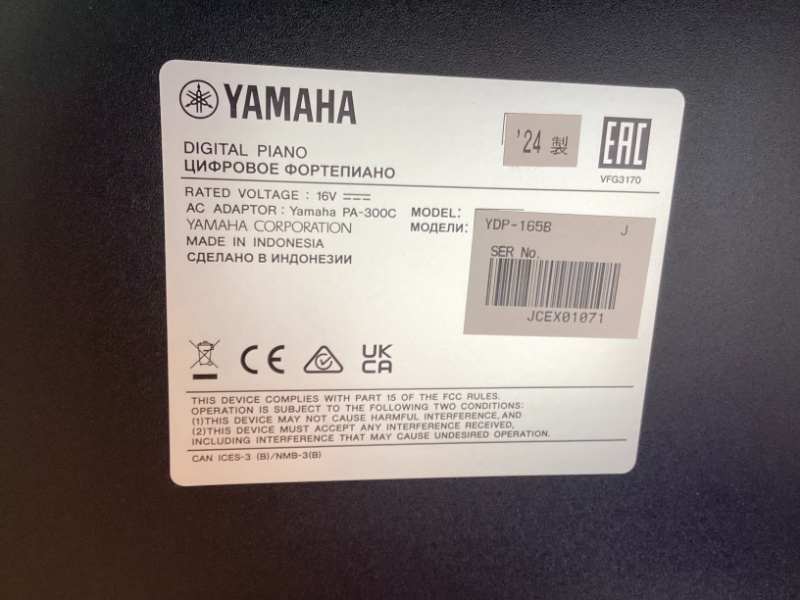 YAMAHA
'24 製
EAC
VFG3170
DIGITAL PIANO
ЦИФРОВОЕ ФОРТЕПИАНО
RATED VOLTAGE : 16V
AC ADAPTOR : Yamaha PA-300C
YAMAHA CORPORATION
MADE IN INDONESIA
СДЕЛАНО В ИНДОНЕЗИИ
MODEL:
МОДЕЛИ:
YDP-165B J
SER No.
JCEX01071
CE
UK
CA
THIS DEVICE COMPLIES WITH PART 15 OF THE FCC RULES.
OPERATION IS SUBJECT TO THE FOLLOWING TWO CONDITIONS:
(1)THIS DEVICE MAY NOT CAUSE HARMFUL INTERFERENCE, AND
(2)THIS DEVICE MUST ACCEPT ANY INTERFERENCE RECEIVED,
INCLUDING INTERFERENCE THAT MAY CAUSE UNDESIRED OPERATION.
CAN ICES-3 (B)/NMB-3(B)